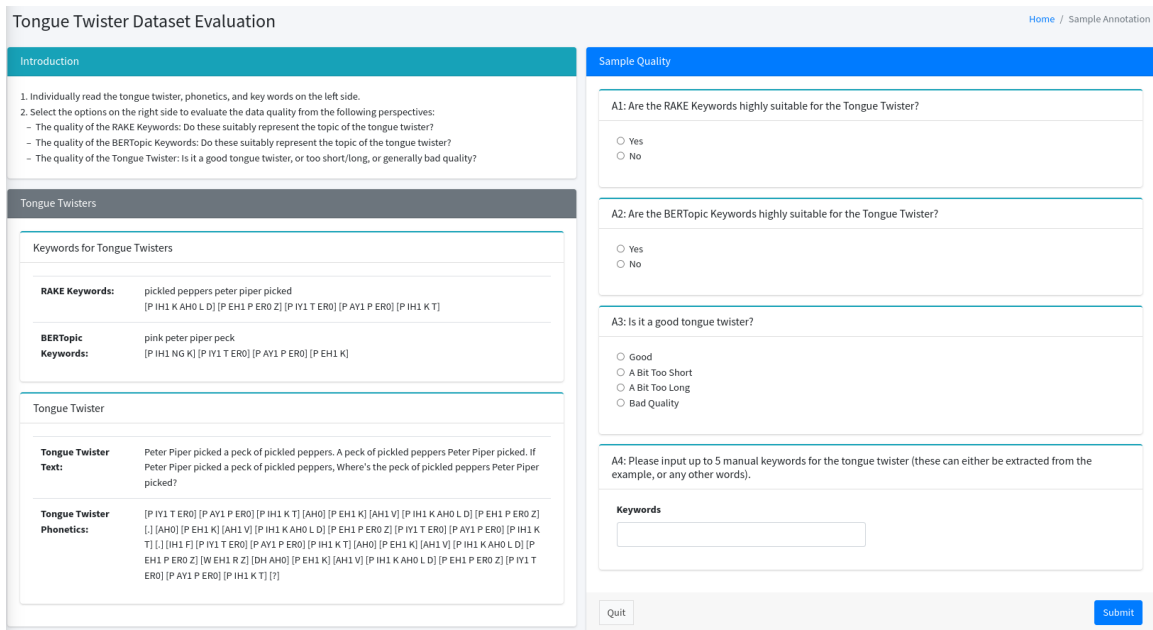 Tongue Twister Dataset Evaluation
Home / Sample Annotation
Introduction
1. Individually read the tongue twister, phonetics, and key words on the left side.
2. Select the options on the right side to evaluate the data quality from the following perspectives:
– The quality of the RAKE Keywords: Do these suitably represent the topic of the tongue twister?
– The quality of the BERTopic Keywords: Do these suitably represent the topic of the tongue twister?
– The quality of the Tongue Twister: Is it a good tongue twister, or too short/long, or generally bad quality?
Tongue Twisters
Keywords for Tongue Twisters
RAKE Keywords:
pickled peppers peter piper picked
[P IH1 K AH0 L D] [P EH1 P ER0 Z] [P IY1 T ER0] [P AY1 P ER0] [P IH1 K T]
BERTopic
Keywords:
pink peter piper peck
[P IH1 NG K] [P IY1 T ER0] [P AY1 P ER0] [P EH1 K]
Tongue Twister
Tongue Twister
Text:
Peter Piper picked a peck of pickled peppers. A peck of pickled peppers Peter Piper picked. If
Peter Piper picked a peck of pickled peppers, Where's the peck of pickled peppers Peter Piper
picked?
Tongue Twister
Phonetics:
[P IY1 T ER0] [P AY1 P ER0] [P IH1 K T] [AH0] [P EH1 K] [AH1 V] [P IH1 K AH0 L D] [P EH1 P ER0 Z]
[.] [AH0] [P EH1 K] [AH1 V] [P IH1 K AH0 L D] [P EH1 P ER0 Z] [P IY1 T ER0] [P AY1 P ER0] [P IH1 K
T] [.] [IH1 F] [P IY1 T ER0] [P AY1 P ER0] [P IH1 K T] [AH0] [P EH1 K] [AH1 V] [P IH1 K AH0 L D] [P
EH1 P ER0 Z] [W EH1 R Z] [DH AH0] [P EH1 K] [AH1 V] [P IH1 K AH0 L D] [P EH1 P ER0 Z] [P IY1 T
ER0] [P AY1 P ER0] [P IH1 K T] [?]
Sample Quality
A1: Are the RAKE Keywords highly suitable for the Tongue Twister?
Yes
No
A2: Are the BERTopic Keywords highly suitable for the Tongue Twister?
Yes
No
A3: Is it a good tongue twister?
Good
A Bit Too Short
A Bit Too Long
Bad Quality
A4: Please input up to 5 manual keywords for the tongue twister (these can either be extracted from the
example, or any other words).
Keywords
Quit
Submit